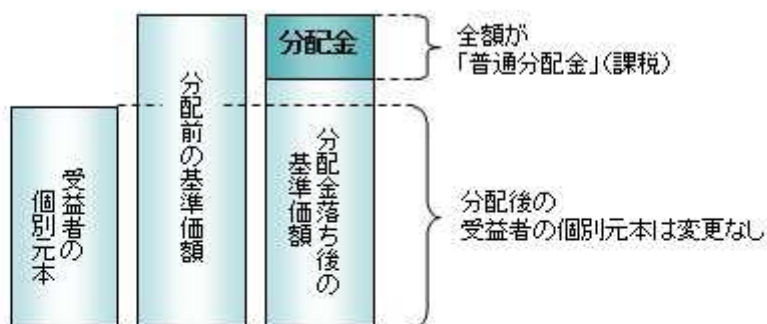 受益者の
個別元本
分配前の基準価額
分配金
分配金落ち後の
基準価額
全額が
「普通分配金」(課税)
分配後の
受益者の個別元本は変更なし